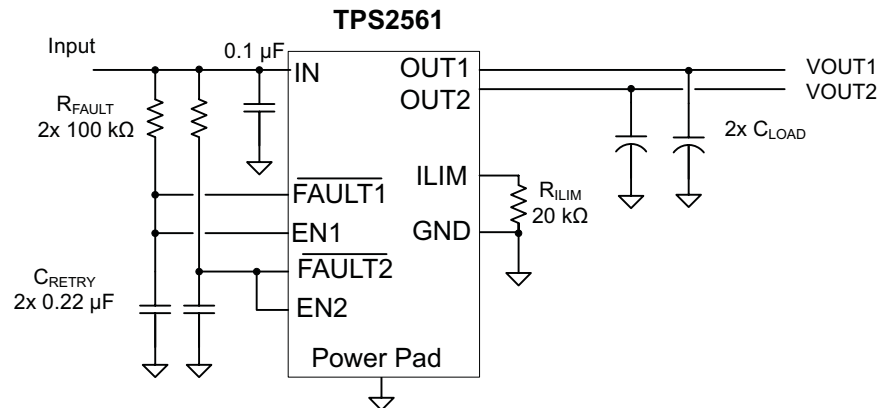 TPS2561
Input
0.1 µF
IN
OUT1
OUT2
VOUT1
VOUT2
RFAULT
2x 100 kΩ
2x CLOAD
ILIM
RILIM
20 kΩ
FAULT1
GND
EN1
FAULT2
CRETRY
2x 0.22 µF
EN2
Power Pad